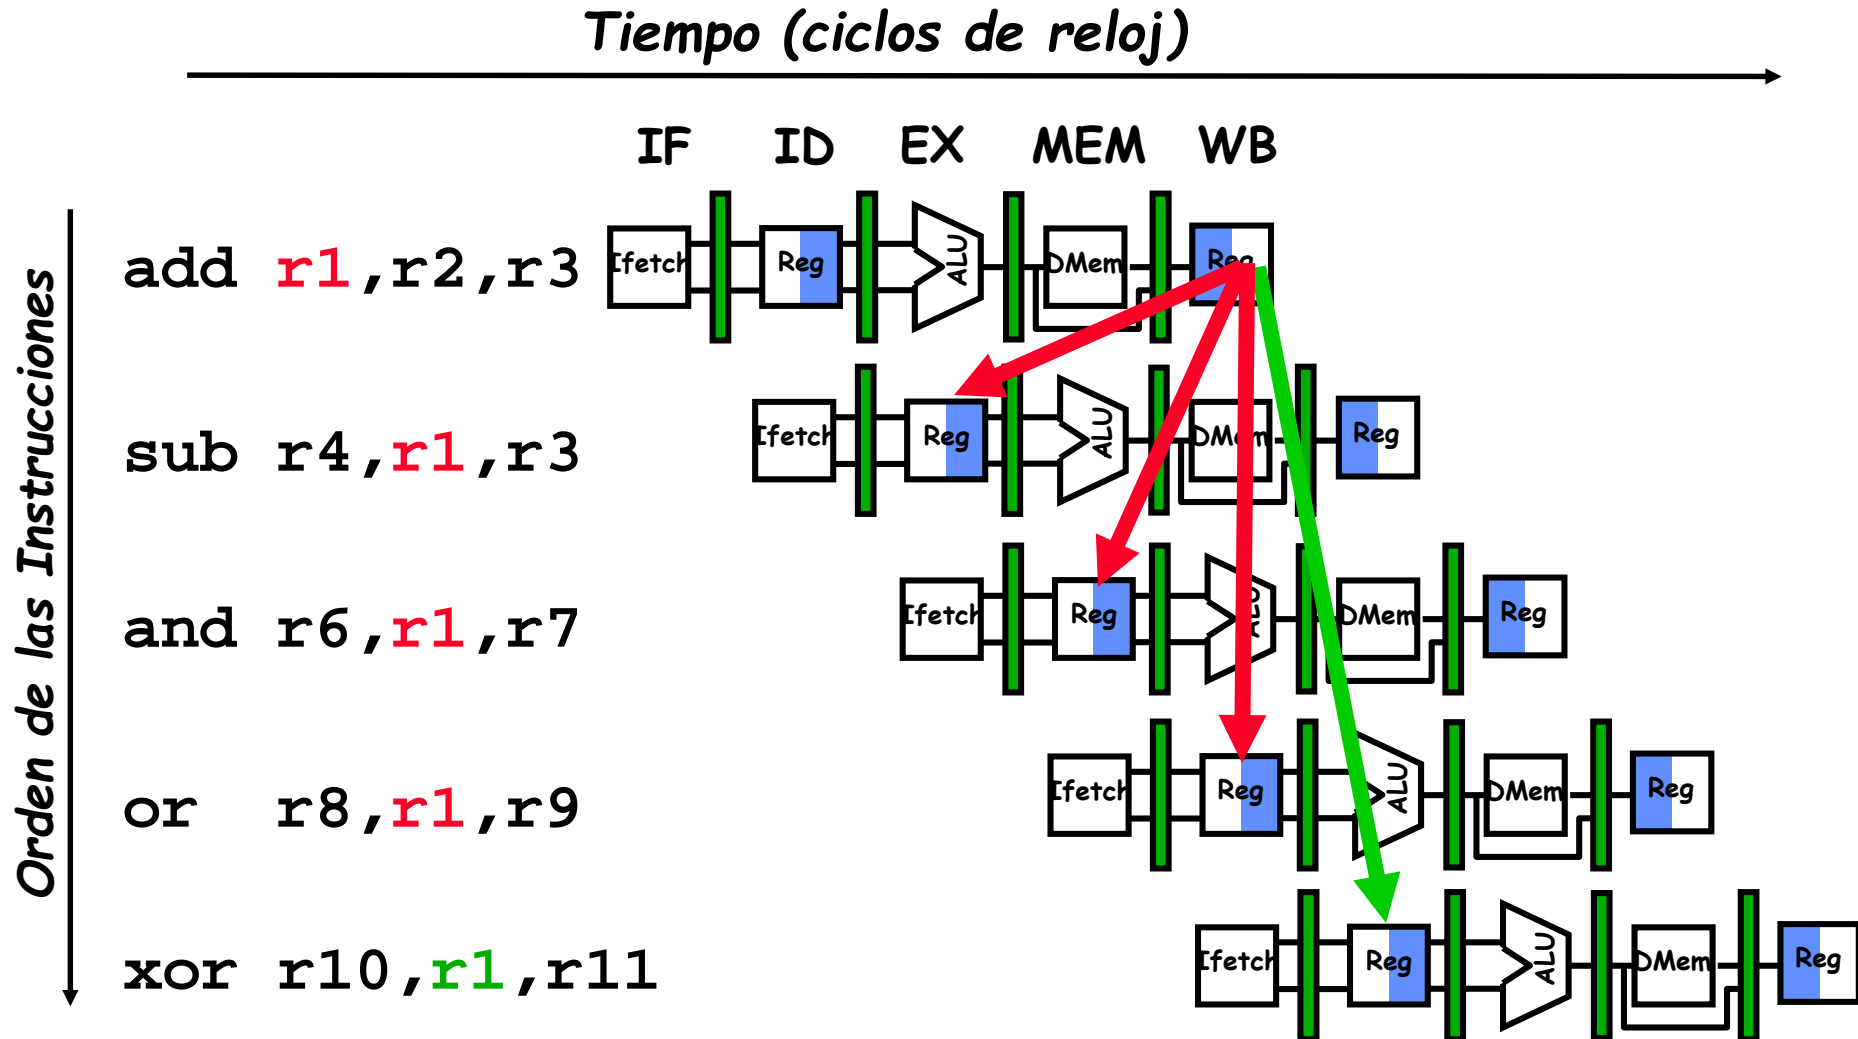 Tiempo (ciclos de reloj)
IF ID EX MEM WB
Orden de las Instrucciones
add r1,r2,r3 Ifetch Reg ALU DMem Reg
sub r4,r1,r3 Ifetch Reg ALU DMem Reg
and r6,r1,r7 Ifetch Reg ALU DMem Reg
or r8,r1,r9 Ifetch Reg ALU DMem Reg
xor r10,r1,r11 Ifetch Reg ALU DMem Reg